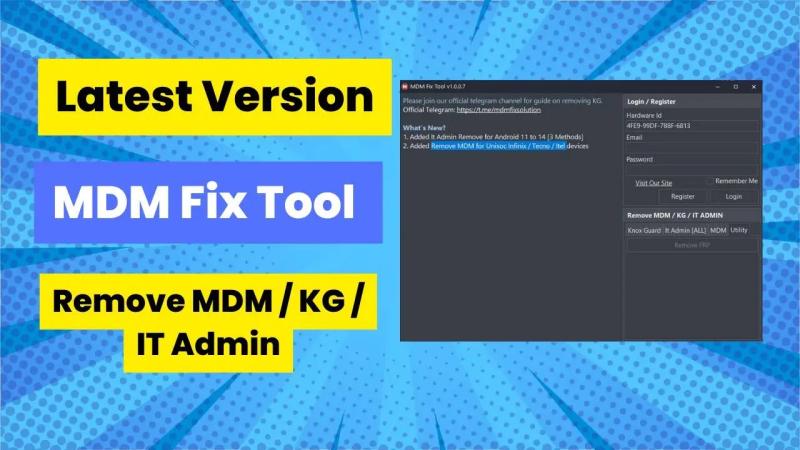 Latest Version
MDM Fix Tool
Remove MDM / KG /
IT Admin
MDM Fix Tool v1.0.0.7
Please join our official telegram channel for guide on removing KG.
Official Telegram: https://t.me/mdmfixsolution
What's New?
1. Added It Admin Remove for Android 11 to 14 [3 Methods]
2. Added Remove MDM for Unisoc Infinix / Tecno / Itel devices
Login / Register
Hardware Id
4FE9-99DF-788F-6813
Email
Password
Visit Our Site
Remember Me
Register
Login
Remove MDM / KG / IT ADMIN
Knox Guard
It Admin [ALL]
MDM
Utility
Remove FRP